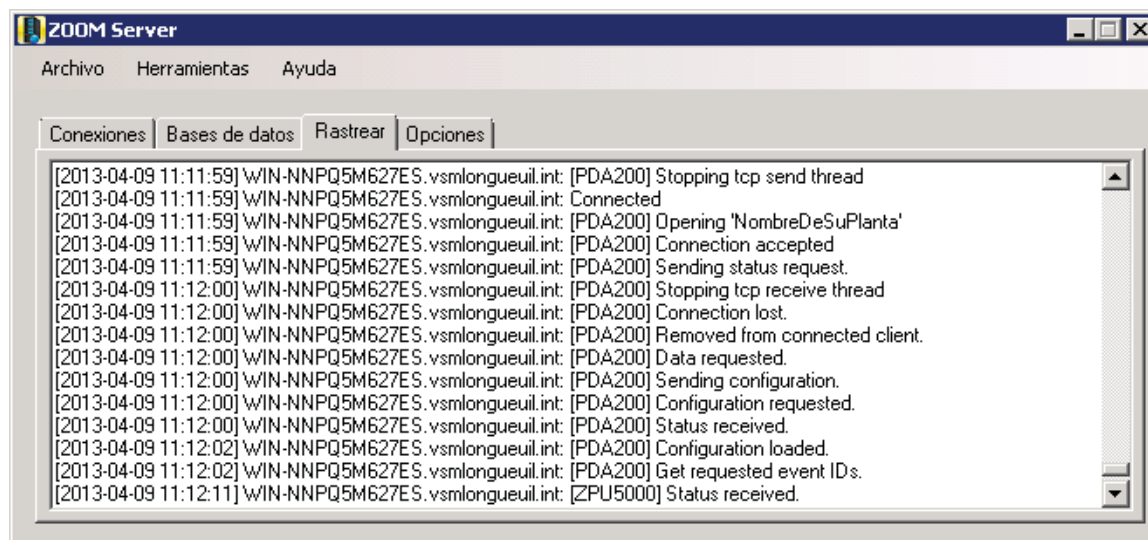 ZOOM Server
Archivo Herramientas Ayuda
Conexiones Bases de datos Rastrear Opciones
[2013-04-09 11:11:59] WIN-NNPQ5M627ES.vsmlongueuil.int: [PDA200] Stopping tcp send thread
[2013-04-09 11:11:59] WIN-NNPQ5M627ES.vsmlongueuil.int: Connected
[2013-04-09 11:11:59] WIN-NNPQ5M627ES.vsmlongueuil.int: [PDA200] Opening 'NombreDeSuPlanta'
[2013-04-09 11:11:59] WIN-NNPQ5M627ES.vsmlongueuil.int: [PDA200] Connection accepted
[2013-04-09 11:11:59] WIN-NNPQ5M627ES.vsmlongueuil.int: [PDA200] Sending status request.
[2013-04-09 11:12:00] WIN-NNPQ5M627ES.vsmlongueuil.int: [PDA200] Stopping tcp receive thread
[2013-04-09 11:12:00] WIN-NNPQ5M627ES.vsmlongueuil.int: [PDA200] Connection lost.
[2013-04-09 11:12:00] WIN-NNPQ5M627ES.vsmlongueuil.int: [PDA200] Removed from connected client.
[2013-04-09 11:12:00] WIN-NNPQ5M627ES.vsmlongueuil.int: [PDA200] Data requested.
[2013-04-09 11:12:00] WIN-NNPQ5M627ES.vsmlongueuil.int: [PDA200] Sending configuration.
[2013-04-09 11:12:00] WIN-NNPQ5M627ES.vsmlongueuil.int: [PDA200] Configuration requested.
[2013-04-09 11:12:00] WIN-NNPQ5M627ES.vsmlongueuil.int: [PDA200] Status received.
[2013-04-09 11:12:02] WIN-NNPQ5M627ES.vsmlongueuil.int: [PDA200] Configuration loaded.
[2013-04-09 11:12:02] WIN-NNPQ5M627ES.vsmlongueuil.int: [PDA200] Get requested event IDs.
[2013-04-09 11:12:11] WIN-NNPQ5M627ES.vsmlongueuil.int: [ZPU5000] Status received.